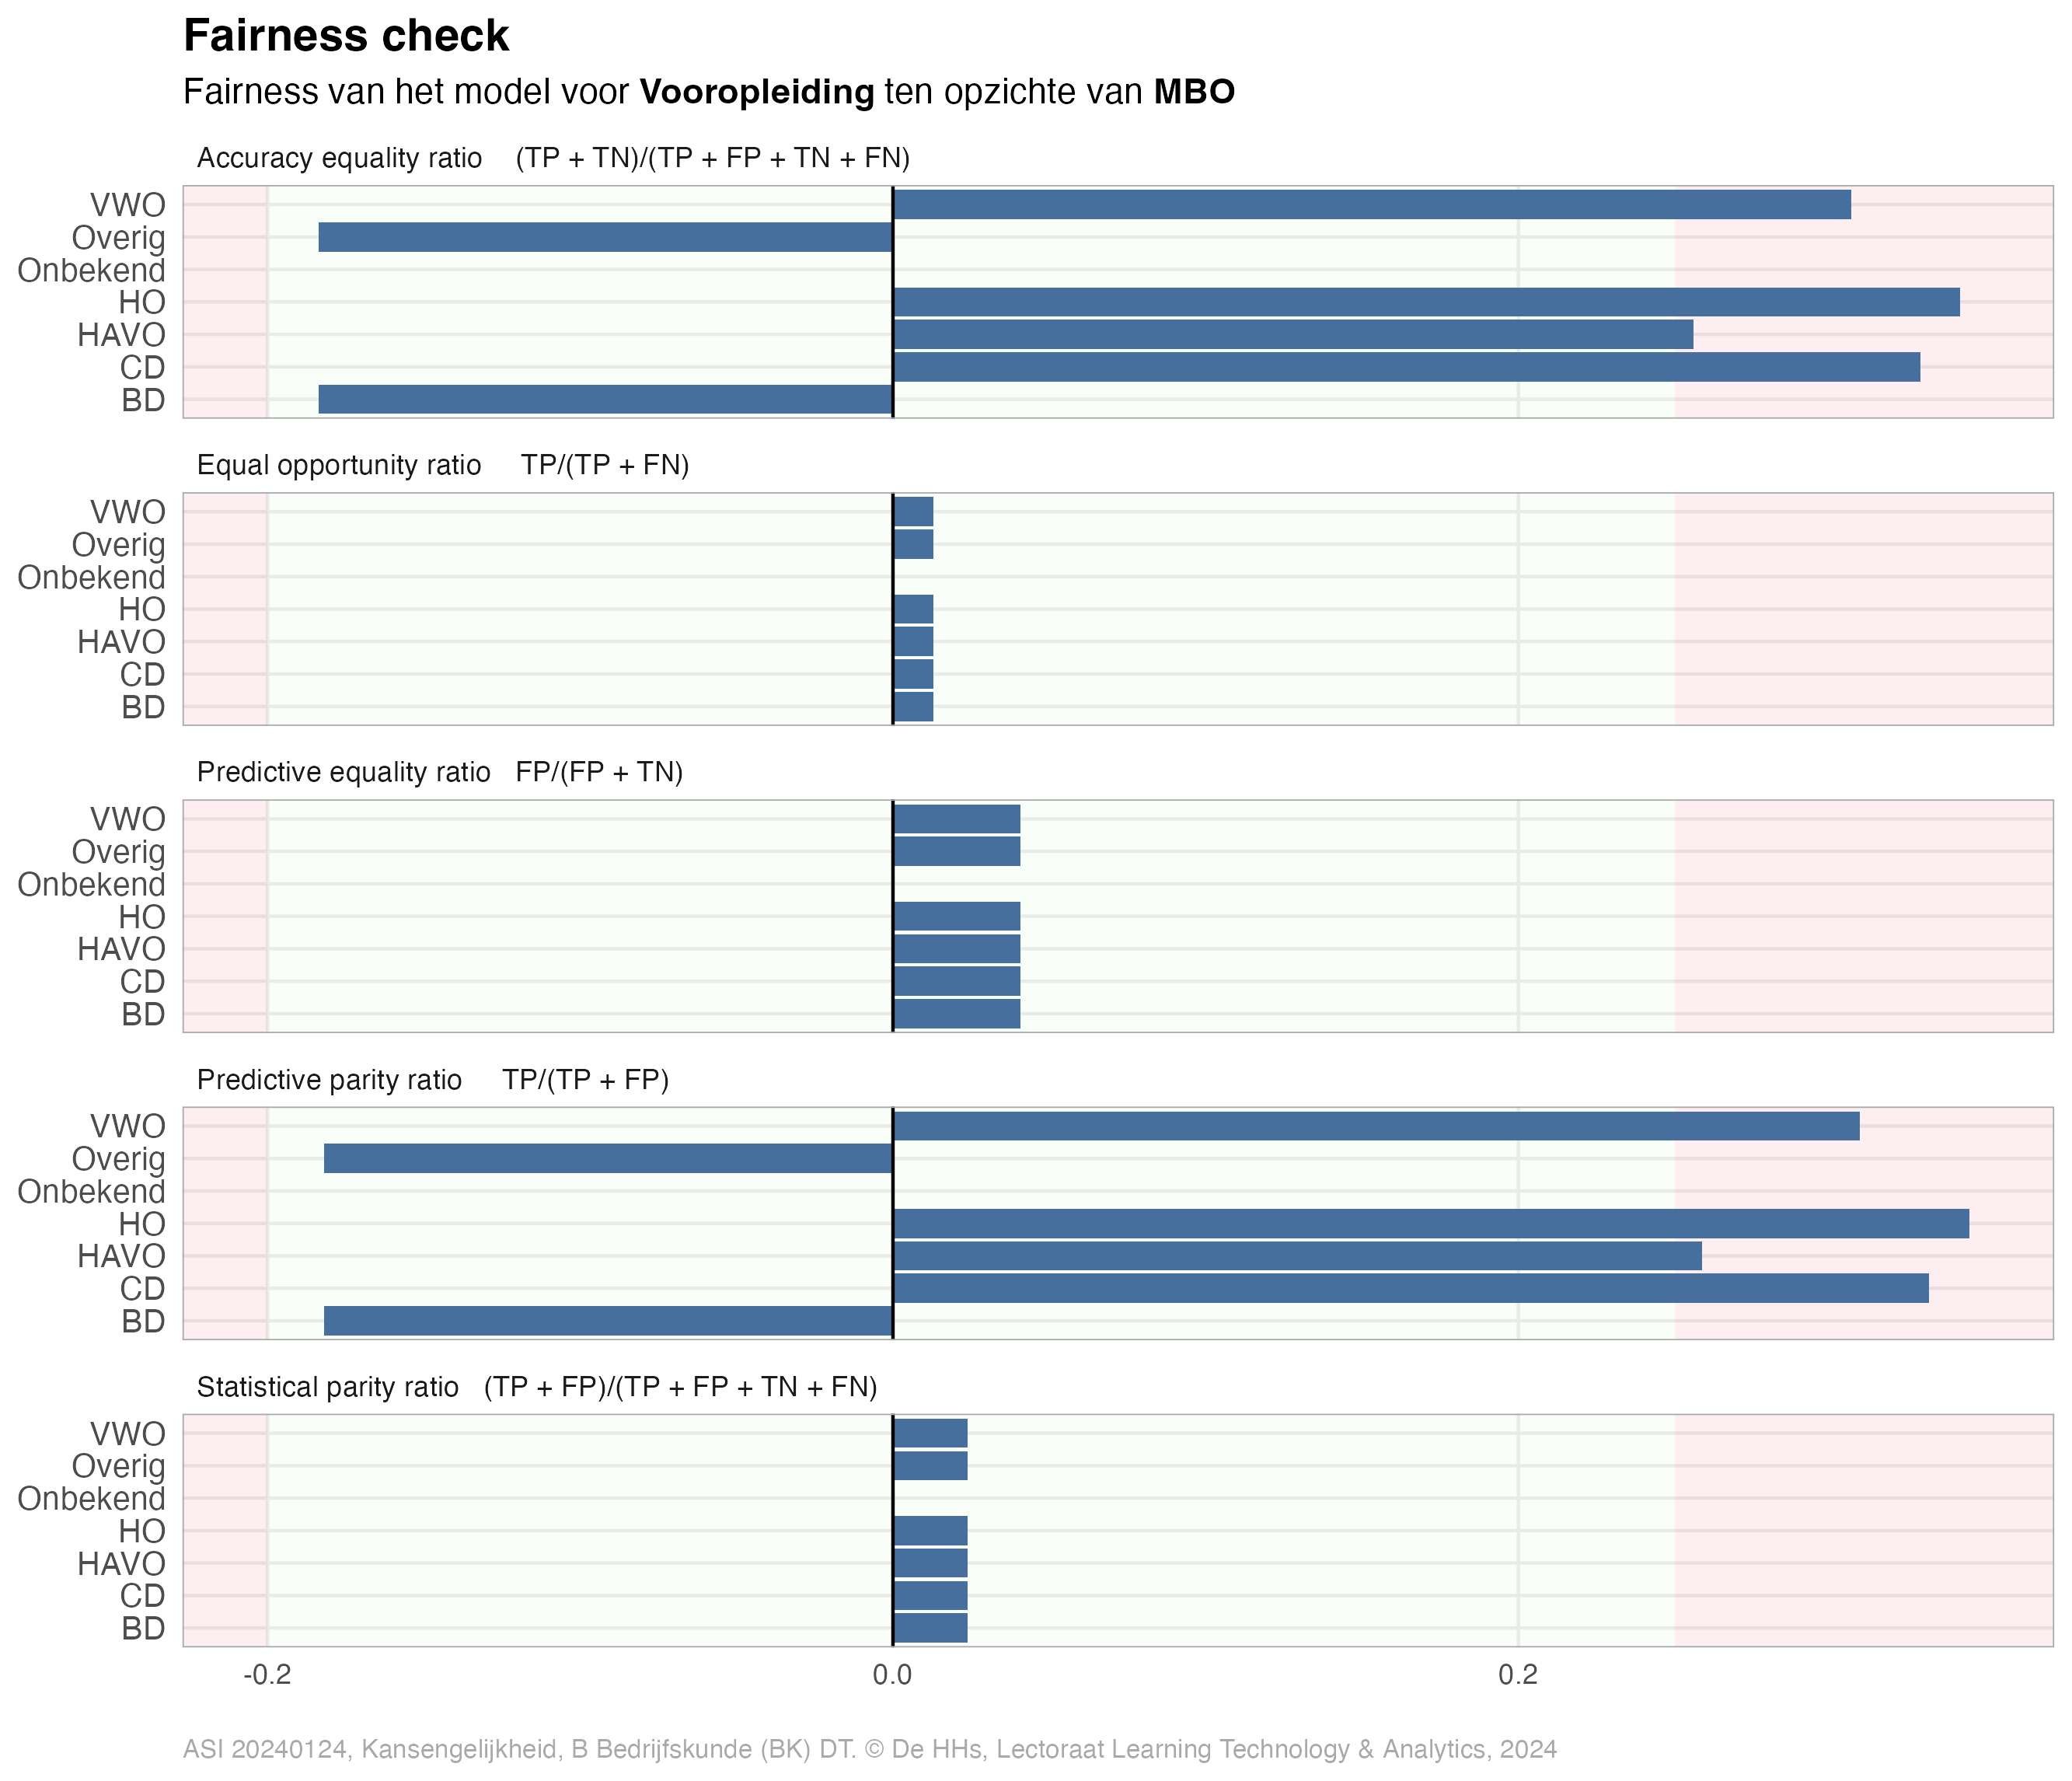 Fairness check
Fairness van het model voor Vooropleiding ten opzichte van MBO
Accuracy equality ratio (TP + TN)/(TP + FP + TN + FN)
VWO
Overig
Onbekend
HO
HAVO
CD
BD
Equal opportunity ratio TP/(TP + FN)
VWO
Overig
Onbekend
HO
HAVO
CD
BD
Predictive equality ratio FP/(FP + TN)
VWO
Overig
Onbekend
HO
HAVO
CD
BD
Predictive parity ratio TP/(TP + FP)
VWO
Overig
Onbekend
HO
HAVO
CD
BD
Statistical parity ratio (TP + FP)/(TP + FP + TN + FN)
VWO
Overig
Onbekend
HO
HAVO
CD
BD
-0.2 0.0 0.2
ASI 20240124, Kansengelijkheid, B Bedrijfskunde (BK) DT. © De HHs, Lectoraat Learning Technology & Analytics, 2024